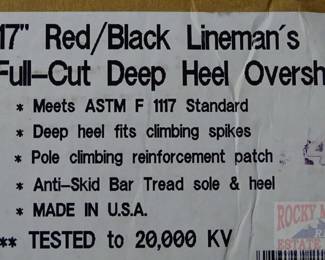 17" Red/Black Lineman's
Full-Cut Deep Heel Oversh
* Meets ASTM F 1117 Standard
* Deep heel fits climbing spikes
* Pole climbing reinforcement patch
* Anti-Skid Bar Tread sole & heel
* MADE IN U.S.A.
** TESTED to 20,000 KV
ROCKY M
ESTATE